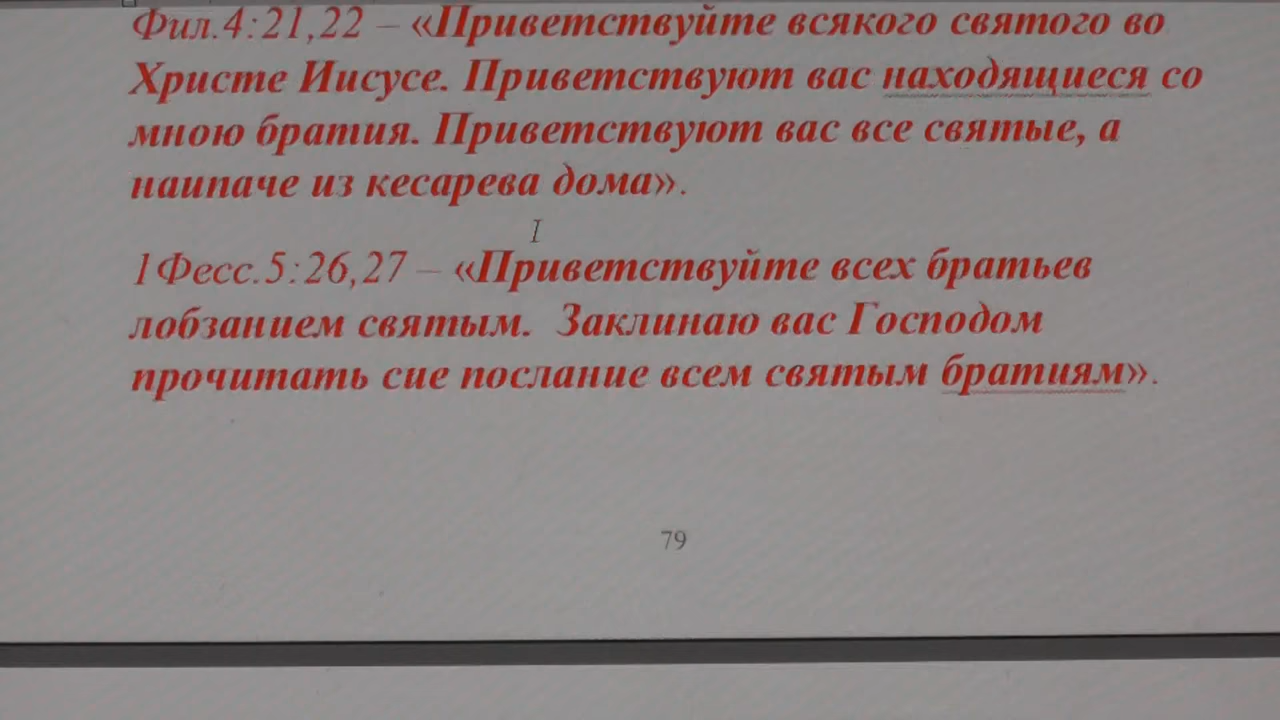 Фил.4:21,22 – «Приветствуйте всякого святого во
Христе Иисусе. Приветствуют вас находящиеся со
мною братия. Приветствуют вас все святые, а
наипаче из кесарева дома».
1Фесс.5:26,27 – «Приветствуйте всех братьев
лобзанием святым. Заклинаю вас Господом
прочитать сие послание всем святым братиям».
79